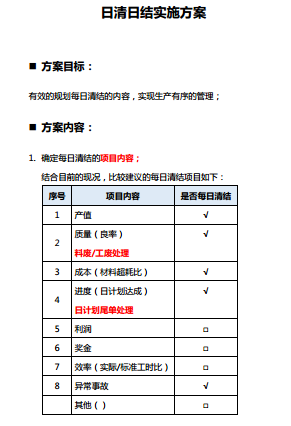 日清日结实施方案
■ 方案目标：
有效的规划每日清结的内容，实现生产有序的管理；
■ 方案内容：
1. 确定每日清结的项目内容；
结合目前的现况，比较建议的每日清结项目如下：
序号 项目内容 是否每日清结
1 产值 √
2 质量（良率） √
料废/工废处理
3 成本（材料超耗比） √
4 进度（日计划达成） √
日计划尾单处理
5 利润 □
6 奖金 □
7 效率（实际/标准工时比） □
8 异常事故 √
其他（ ） □